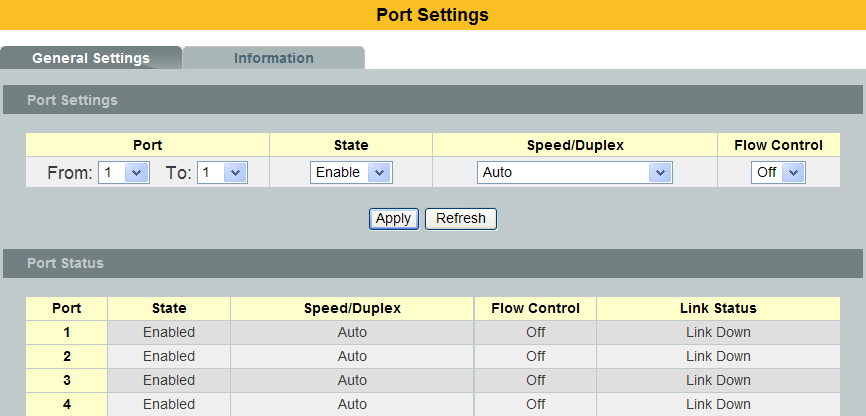 Port Settings
General Settings Information
Port Settings
Port State Speed/Duplex Flow Control
From: 1 To: 1 Enable Auto Off
Apply Refresh
Port Status
Port State Speed/Duplex Flow Control Link Status
1 Enabled Auto Off Link Down
2 Enabled Auto Off Link Down
3 Enabled Auto Off Link Down
4 Enabled Auto Off Link Down